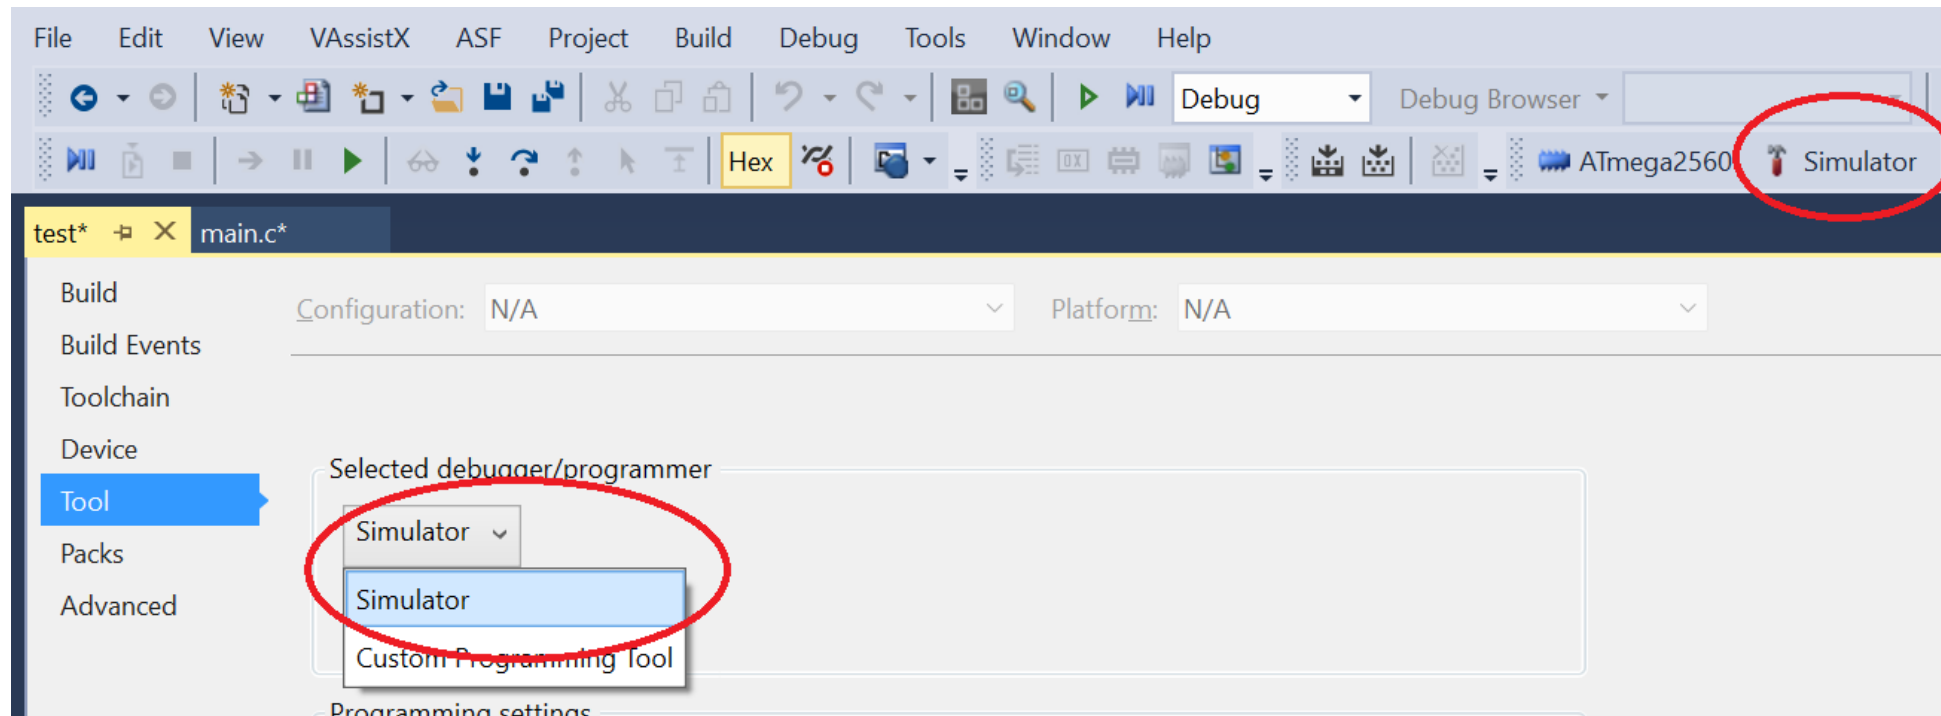 File Edit View VAssistX ASF Project Build Debug Tools Window Help
Debug Debug Browser
Hex ATmega2560 Simulator
test* main.c*
Build
Configuration: N/A Platform: N/A
Build Events
Toolchain
Device
Selected debugger/programmer
Tool
Simulator
Packs
Simulator
Advanced
Custom Programming Tool
Programming settings